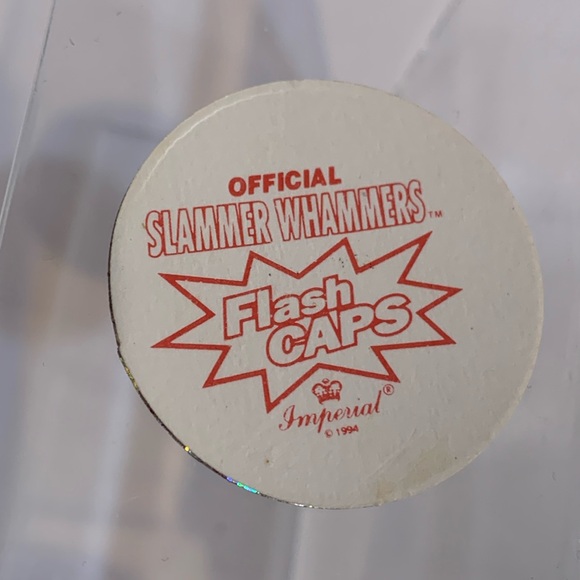 OFFICIAL
SLAMMER WHAMMERS™
Flash
CAPS
Imperial®
© 1994